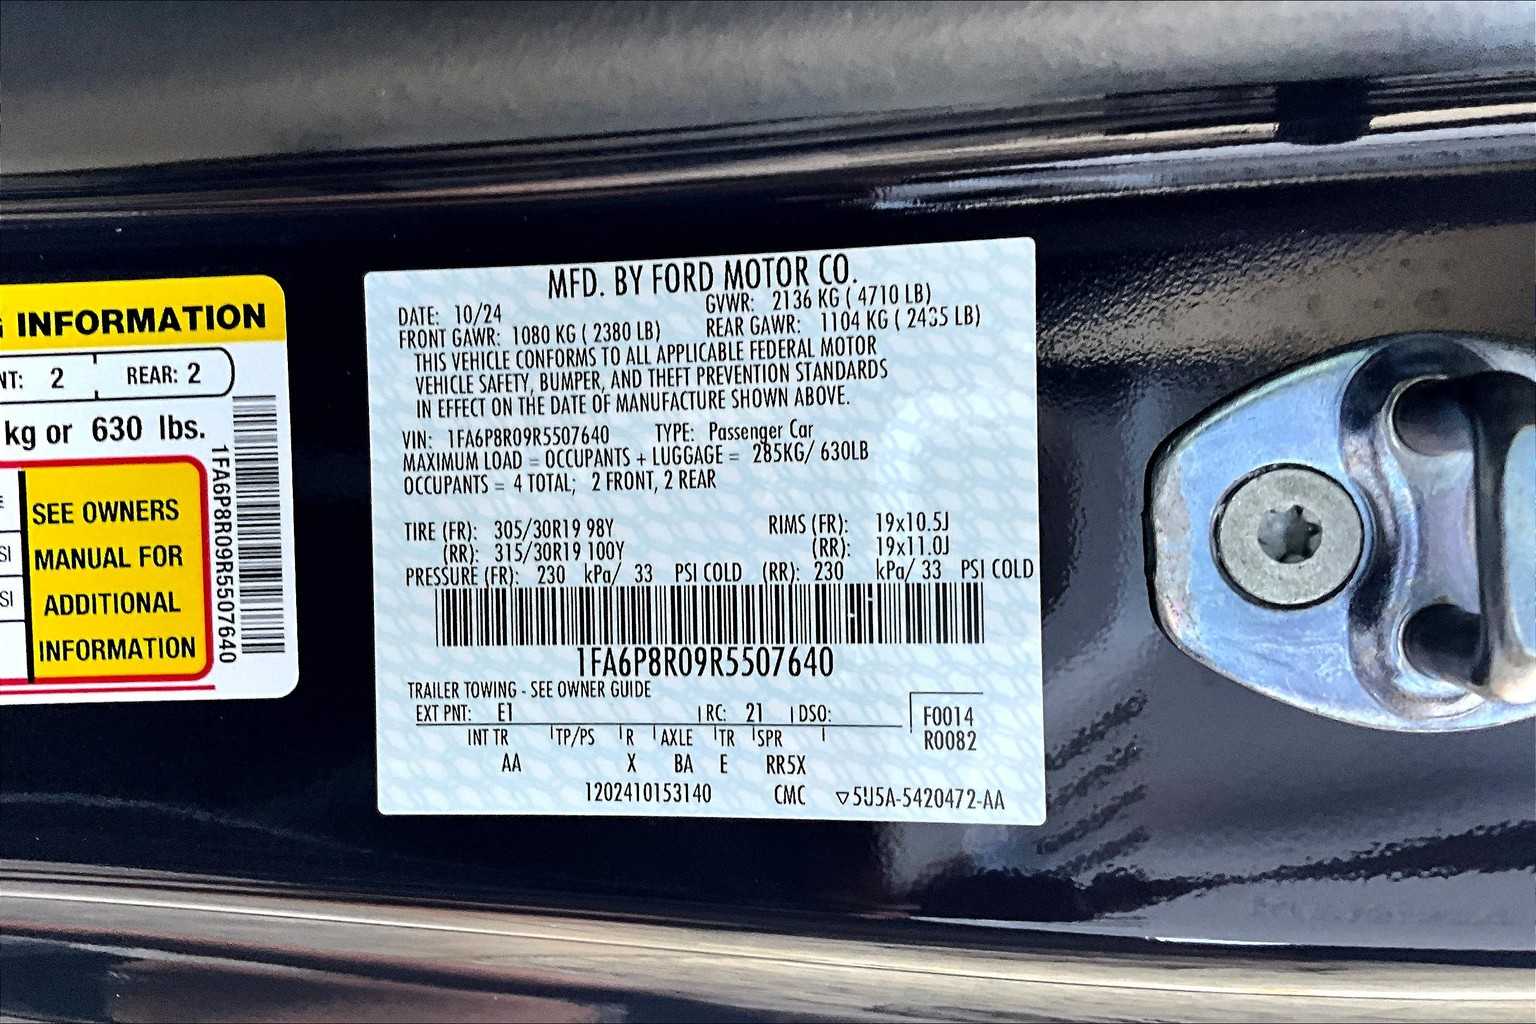 INFORMATION
NT: 2 REAR: 2
kg or 630 lbs.
SEE OWNERS
MANUAL FOR
ADDITIONAL
INFORMATION
SI
SI
1FA6P8R09R5507640
MFD. BY FORD MOTOR CO.
DATE: 10/24 GVWR: 2136 KG ( 4710 LB)
FRONT GAWR: 1080 KG ( 2380 LB) REAR GAWR: 1104 KG ( 2435 LB)
THIS VEHICLE CONFORMS TO ALL APPLICABLE FEDERAL MOTOR
VEHICLE SAFETY, BUMPER, AND THEFT PREVENTION STANDARDS
IN EFFECT ON THE DATE OF MANUFACTURE SHOWN ABOVE.
VIN: 1FA6P8R09R5507640 TYPE: Passenger Car
MAXIMUM LOAD = OCCUPANTS + LUGGAGE = 285KG/ 630LB
OCCUPANTS = 4 TOTAL; 2 FRONT, 2 REAR
TIRE (FR): 305/30R19 98Y RIMS (FR): 19x10.5J
(RR): 315/30R19 100Y (RR): 19x11.0J
PRESSURE (FR): 230 kPa/ 33 PSI COLD (RR): 230 kPa/ 33 PSI COLD
1FA6P8R09R5507640
TRAILER TOWING - SEE OWNER GUIDE
EXT PNT: E1 RC: 21 DSO: F0014
INT TR TP/PS R AXLE TR SPR R0082
AA X BA E RR5X
1202410153140 CMC ▽5U5A-5420472-AA